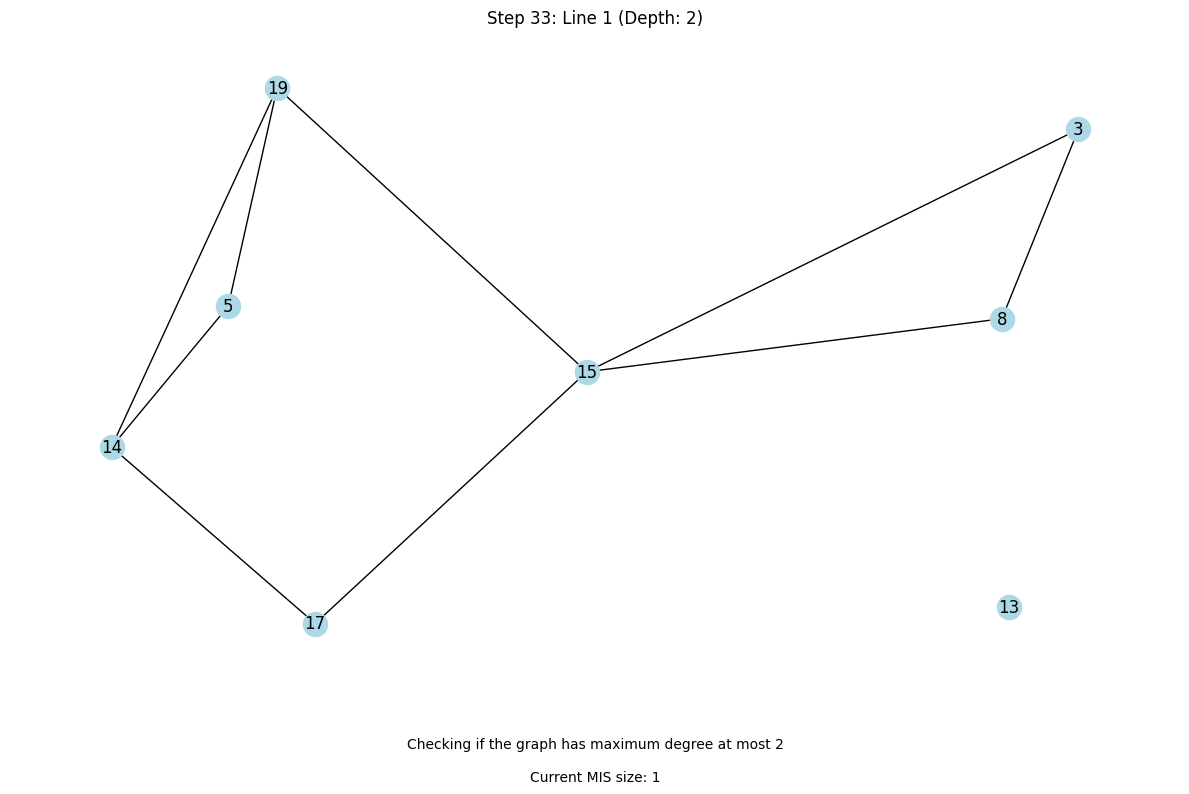 Step 33: Line 1 (Depth: 2)
19
3
5
8
15
14
13
17
Checking if the graph has maximum degree at most 2
Current MIS size: 1